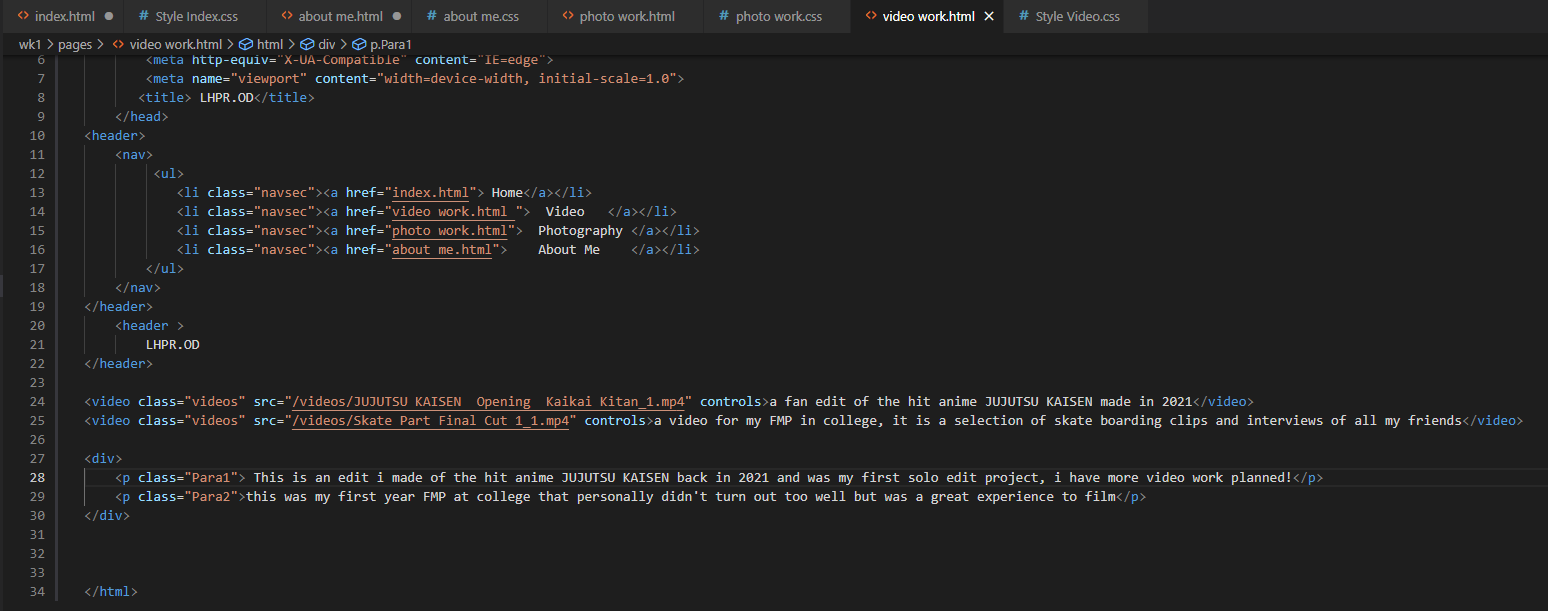 index.html
Style Index.css
about me.html
about me.css
photo work.html
photo work.css
video work.html
Style Video.css
wk1 > pages > video work.html > html > div > p.Para1
6 <meta http-equiv="X-UA-Compatible" content="IE=edge">
7 <meta name="viewport" content="width=device-width, initial-scale=1.0">
8 <title> LHPR.OD</title>
9 </head>
10 <header>
11 <nav>
12 <ul>
13 <li class="navsec"><a href="index.html"> Home</a></li>
14 <li class="navsec"><a href="video work.html "> Video </a></li>
15 <li class="navsec"><a href="photo work.html"> Photography </a></li>
16 <li class="navsec"><a href="about me.html"> About Me </a></li>
17 </ul>
18 </nav>
19 </header>
20 <header >
21 LHPR.OD
22 </header>
23
24 <video class="videos" src="/videos/JUJUTSU KAISEN  Opening  Kaikai Kitan_1.mp4" controls>a fan edit of the hit anime JUJUTSU KAISEN made in 2021</video>
25 <video class="videos" src="/videos/Skate Part Final Cut 1_1.mp4" controls>a video for my FMP in college, it is a selection of skate boarding clips and interviews of all my friends</video>
26
27 <div>
28 <p class="Para1"> This is an edit i made of the hit anime JUJUTSU KAISEN back in 2021 and was my first solo edit project, i have more video work planned!</p>
29 <p class="Para2">this was my first year FMP at college that personally didn't turn out too well but was a great experience to film</p>
30 </div>
31
32
33
34 </html>